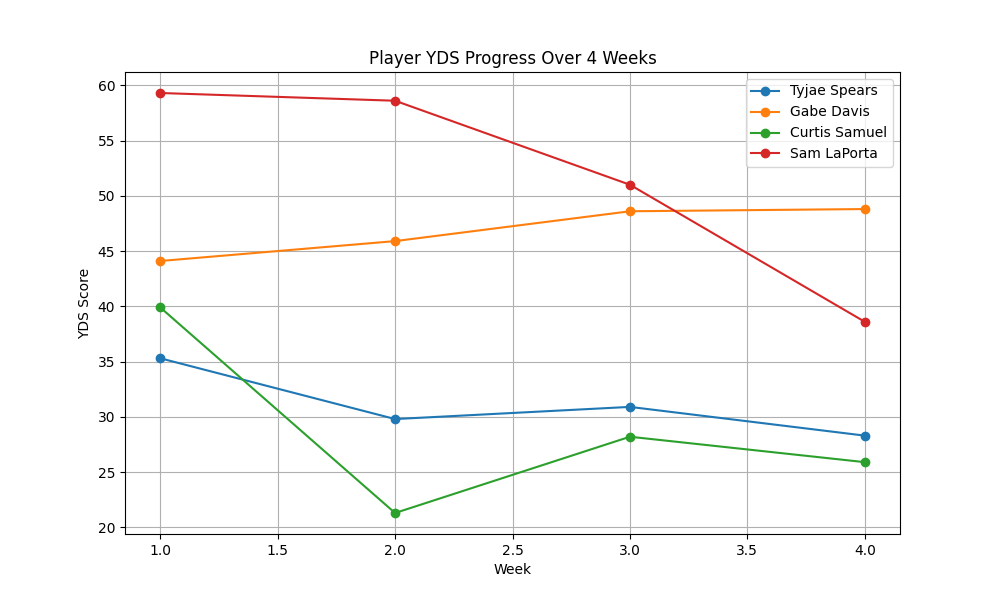 Player YDS Progress Over 4 Weeks
Tyjae Spears
Gabe Davis
Curtis Samuel
Sam LaPorta
YDS Score
60
55
50
45
40
35
30
25
20
1.0 1.5 2.0 2.5 3.0 3.5 4.0
Week